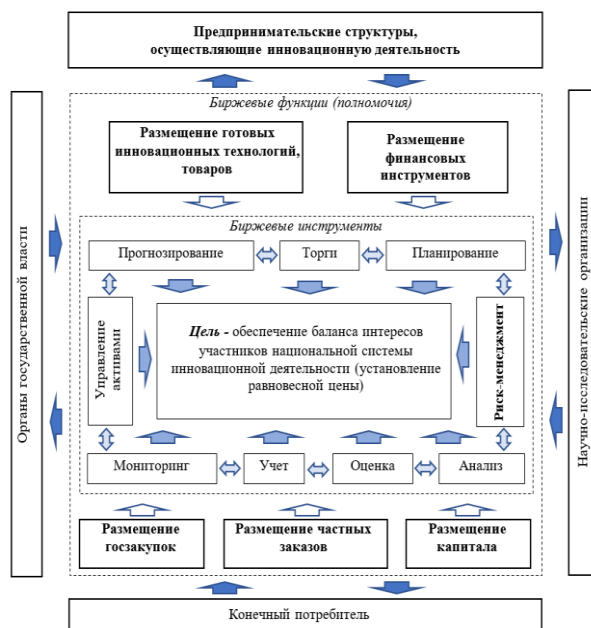 Предпринимательские структуры,
осуществляющие инновационную деятельность
Биржевые функции (полномочия)
Размещение готовых
инновационных технологий,
товаров
Размещение
финансовых
инструментов
Органы государственной власти
Научно-исследовательские организации
Биржевые инструменты
Прогнозирование
Торги
Планирование
Управление
активами
Цель - обеспечение баланса интересов
участников национальной системы
инновационной деятельности (установление
равновесной цены)
Риск-менеджмент
Мониторинг
Учет
Оценка
Анализ
Размещение
госзакупок
Размещение частных
заказов
Размещение
капитала
Конечный потребитель